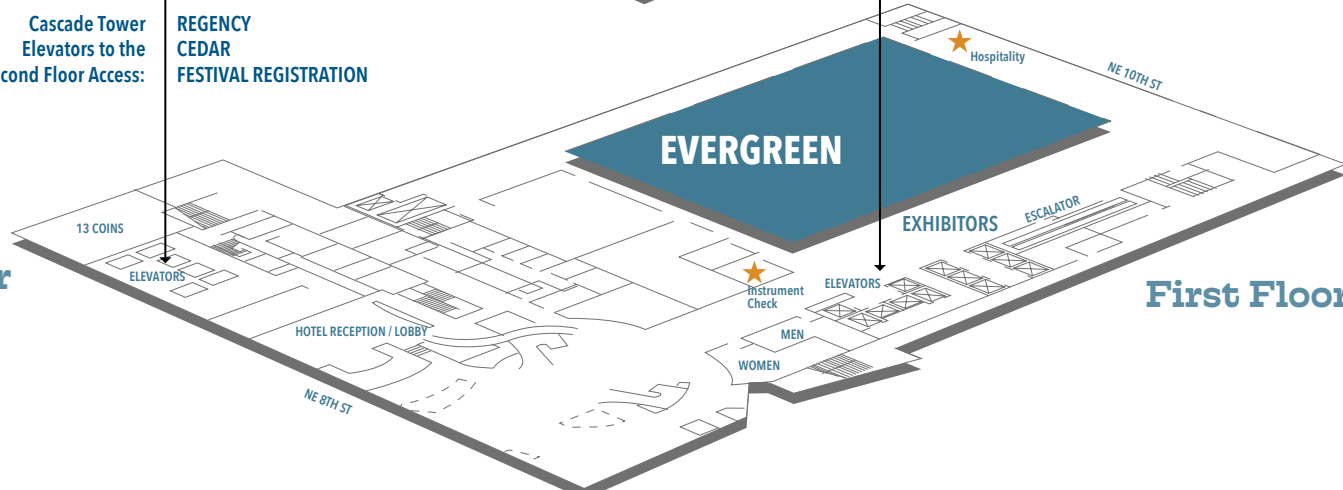 Cascade Tower
Elevators to the
cond Floor Access:
REGENCY
CEDAR
FESTIVAL REGISTRATION
Hospitality
NE 10TH ST
EVERGREEN
13 COINS
ELEVATORS
EXHIBITORS
ESCALATOR
Instrument
Check
ELEVATORS
First Floor
r
HOTEL RECEPTION / LOBBY
MEN
WOMEN
NE 8TH ST